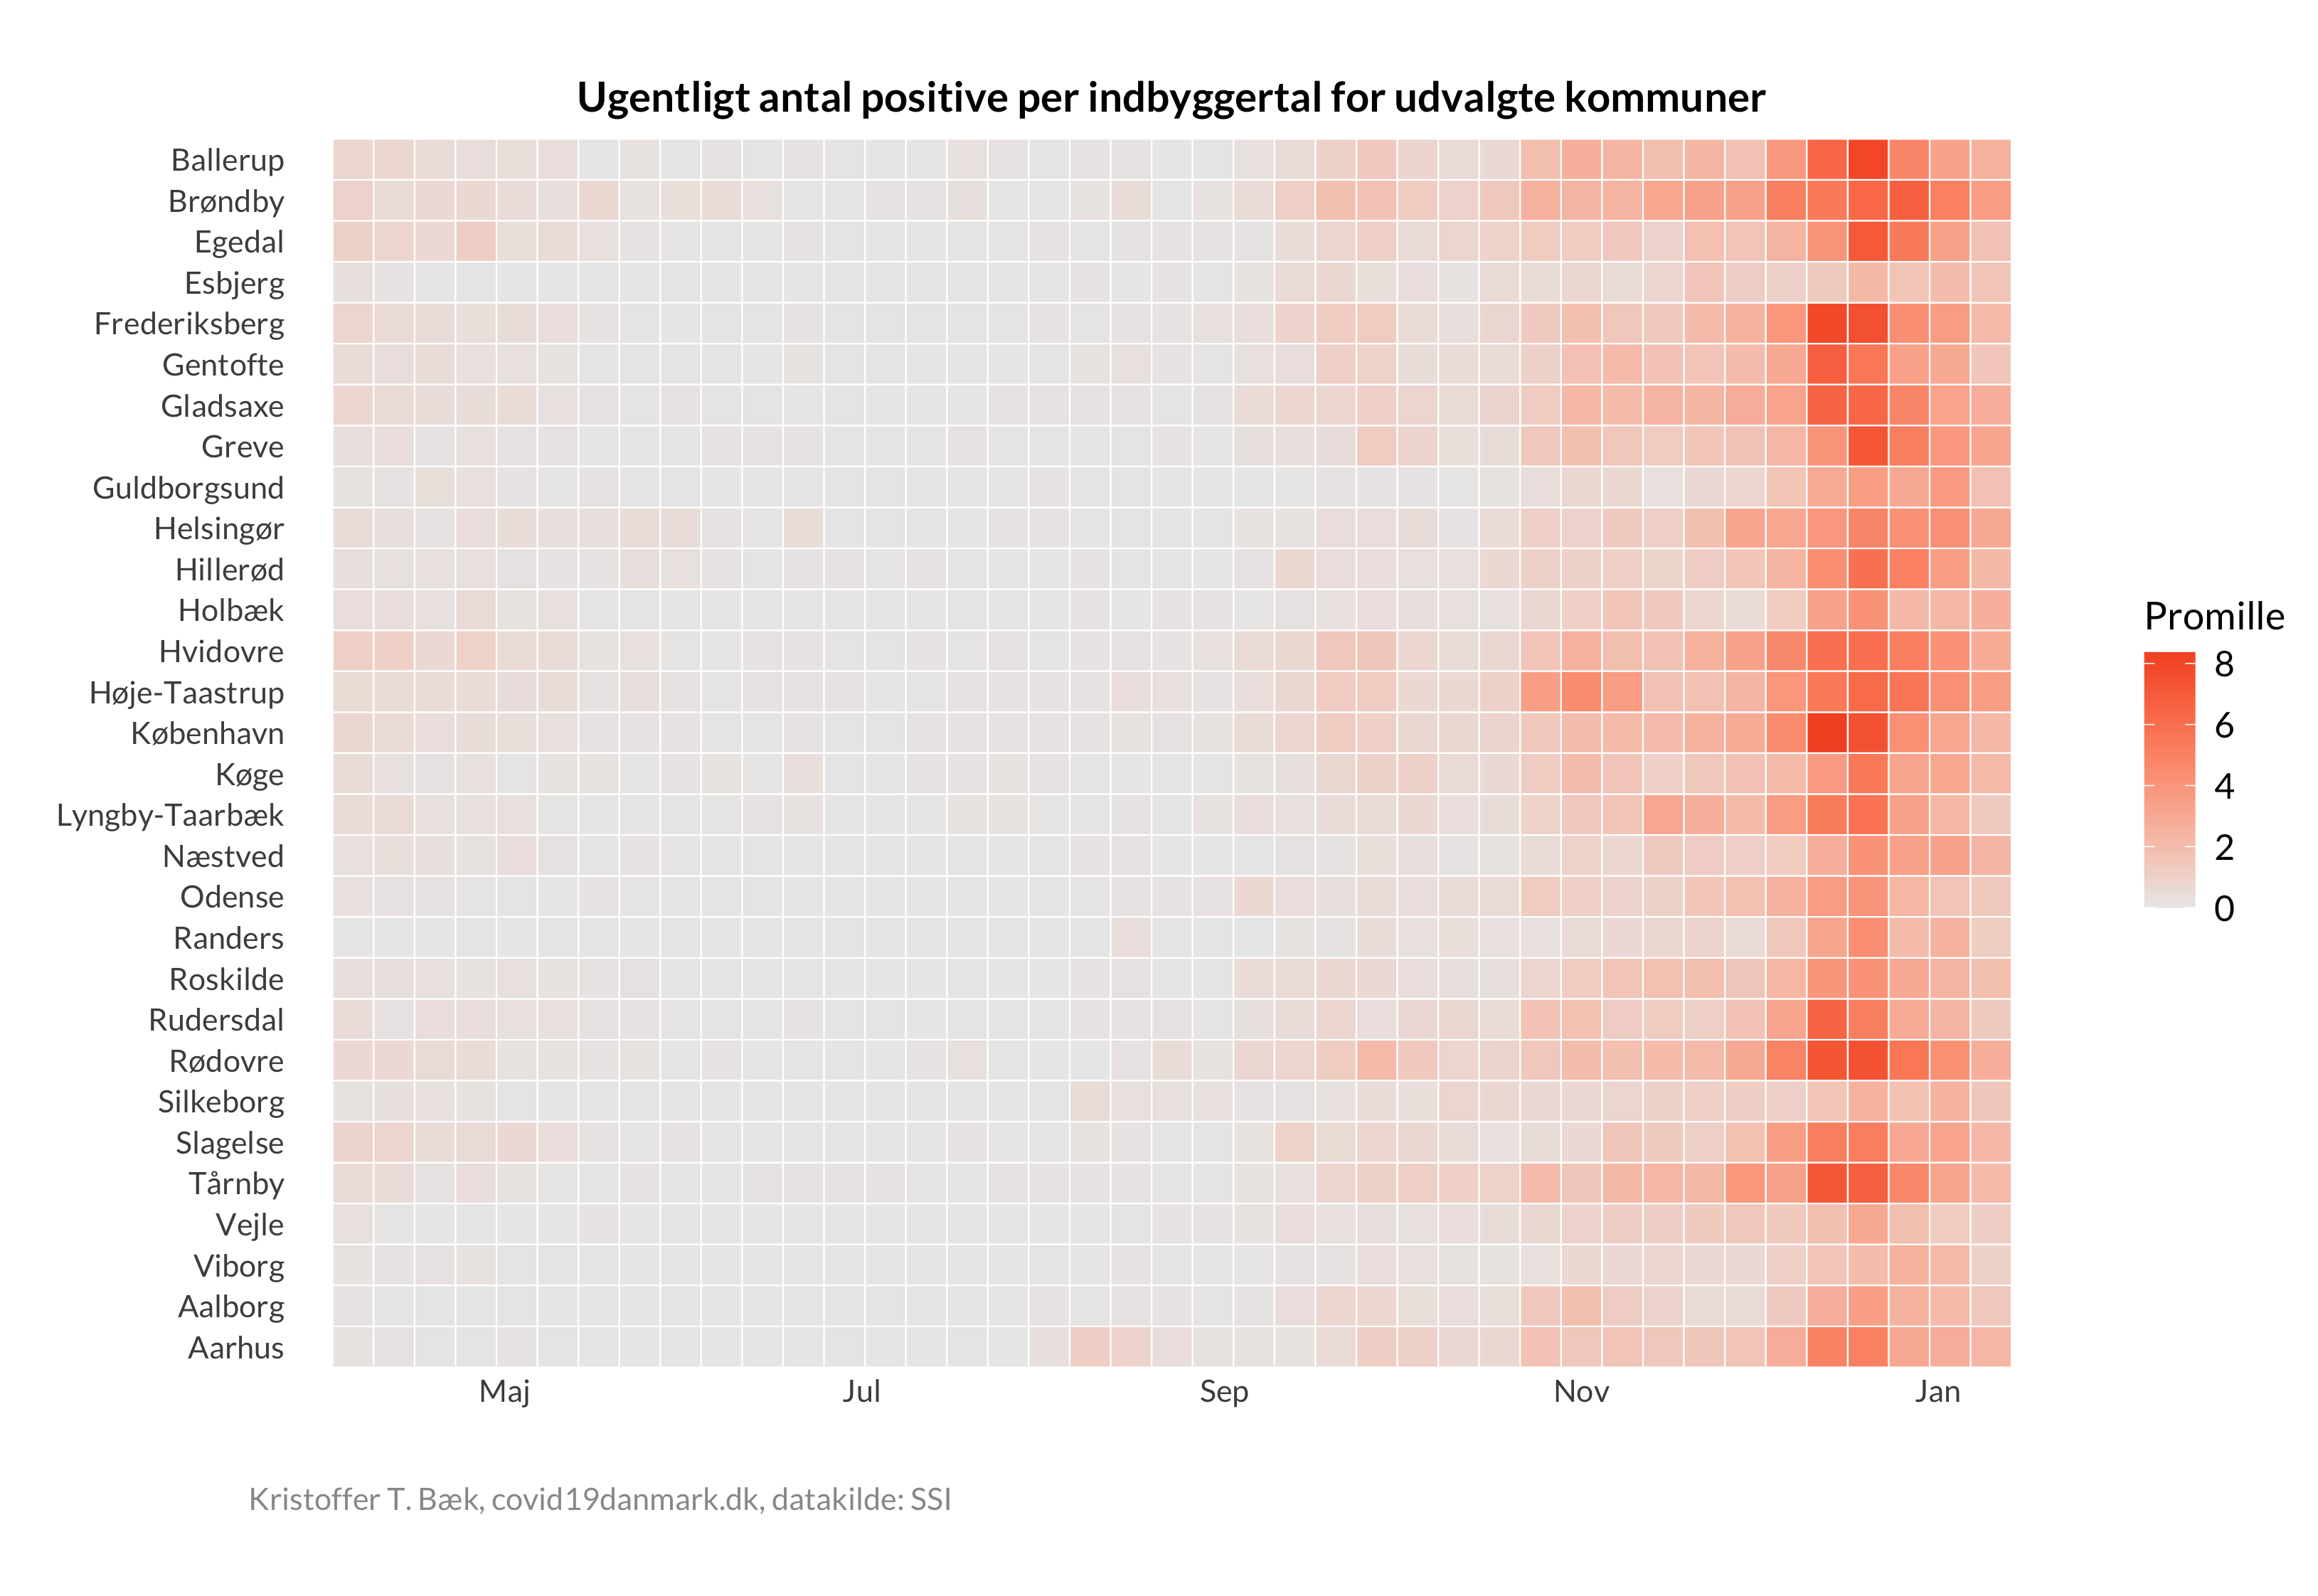 Ugentligt antal positive per indbyggertal for udvalgte kommuner
Ballerup
Brøndby
Egedal
Esbjerg
Frederiksberg
Gentofte
Gladsaxe
Greve
Guldborgsund
Helsingør
Hillerød
Holbæk
Hvidovre
Høje-Taastrup
København
Køge
Lyngby-Taarbæk
Næstved
Odense
Randers
Roskilde
Rudersdal
Rødovre
Silkeborg
Slagelse
Tårnby
Vejle
Viborg
Aalborg
Aarhus
Maj Jul Sep Nov Jan
Promille
8
6
4
2
0
Kristoffer T. Bæk, covid19danmark.dk, datakilde: SSI